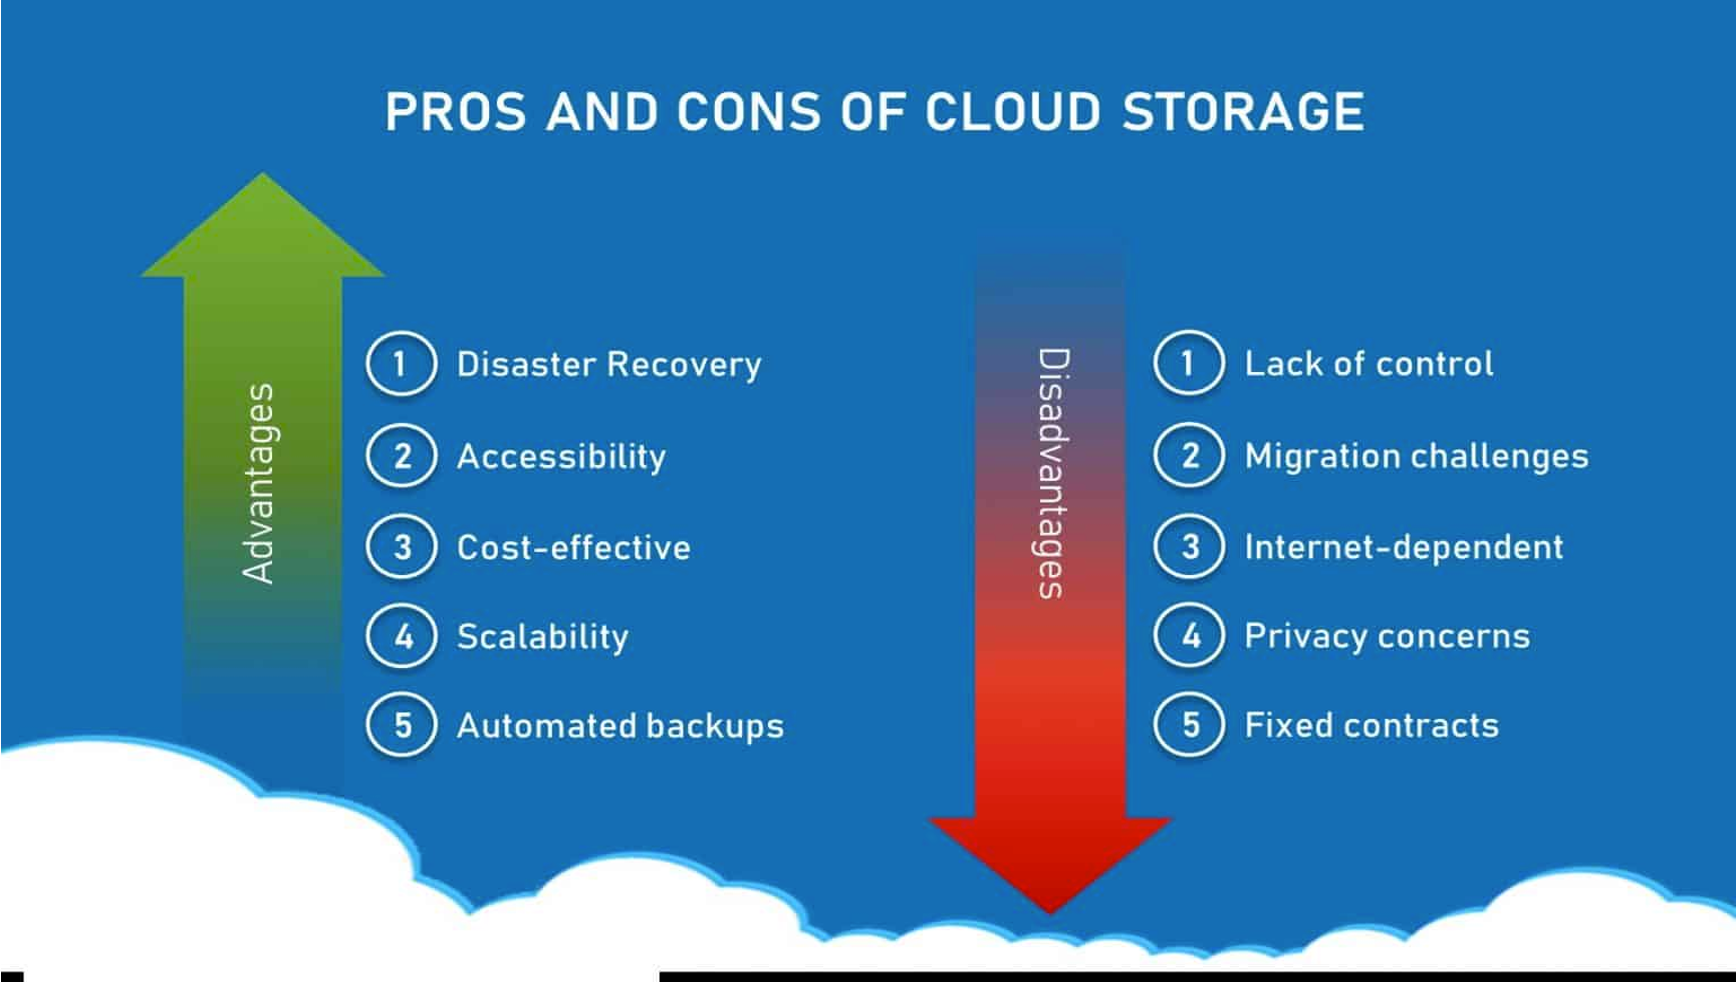 PROS AND CONS OF CLOUD STORAGE
Advantages
1 Disaster Recovery
2 Accessibility
3 Cost-effective
4 Scalability
5 Automated backups
Disadvantages
1 Lack of control
2 Migration challenges
3 Internet-dependent
4 Privacy concerns
5 Fixed contracts